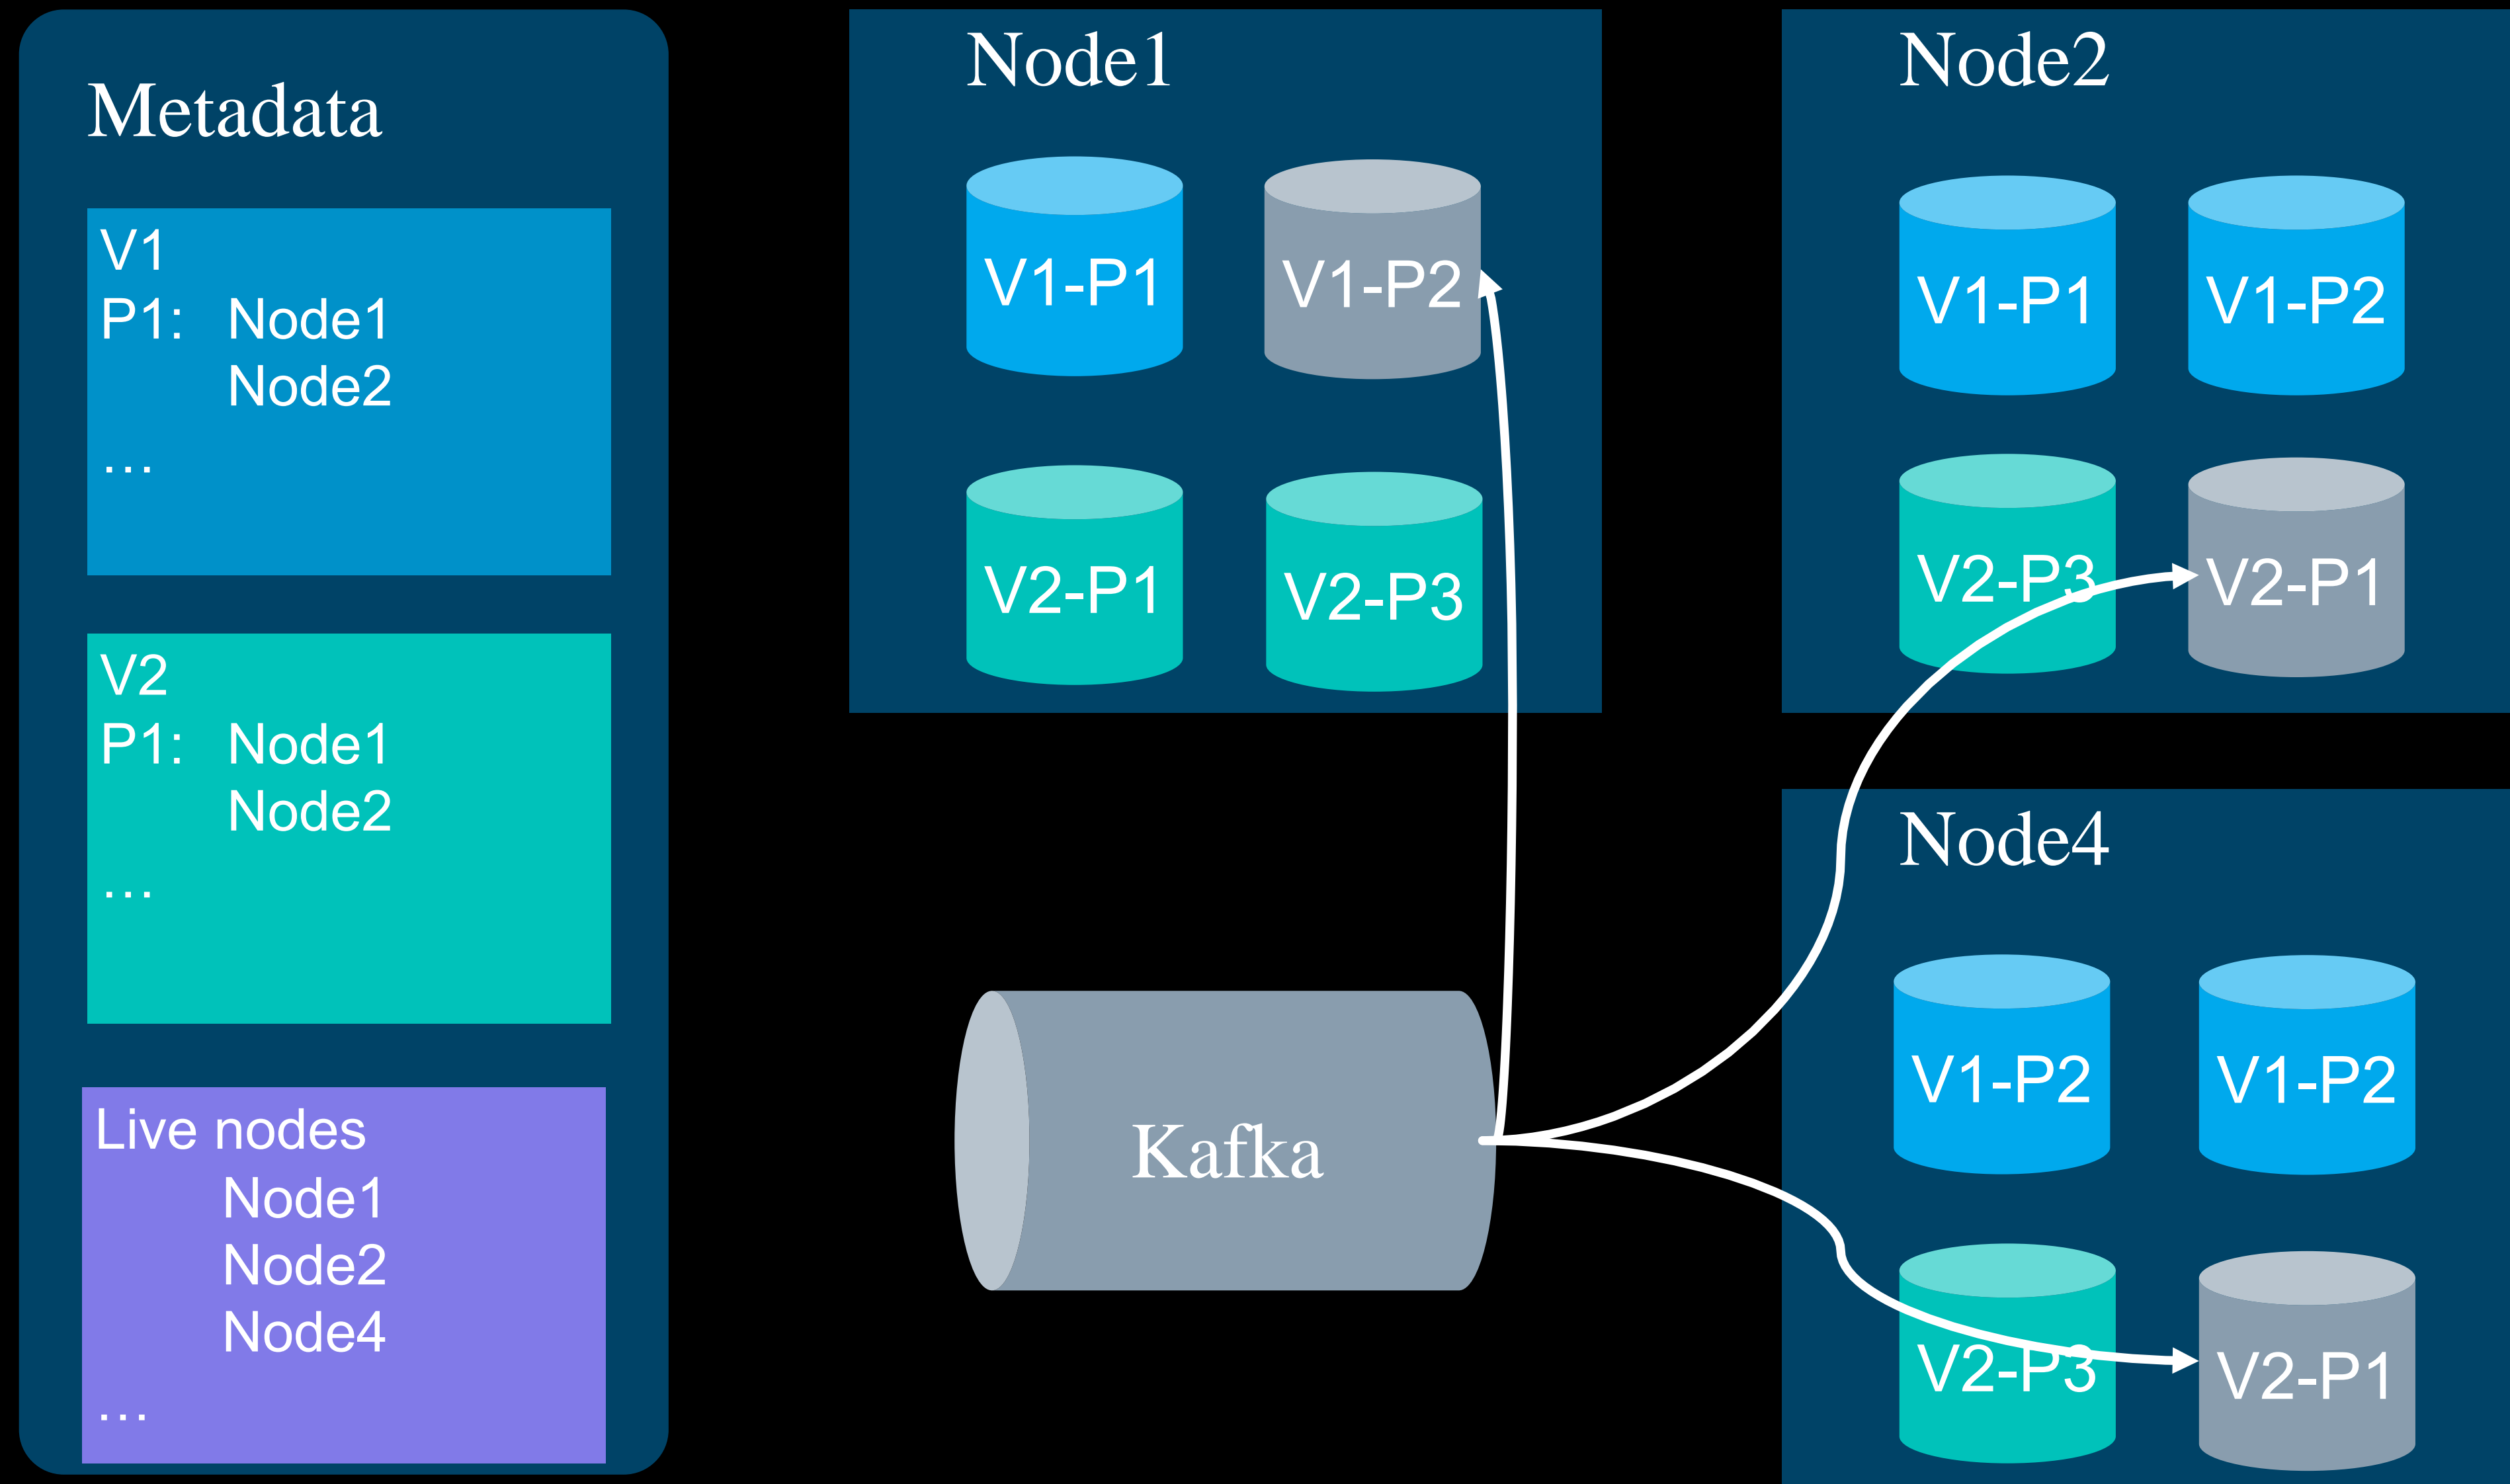 Metadata
V1
P1: Node1
Node2
…
V2
P1: Node1
Node2
…
Live nodes
Node1
Node2
Node4
…
Node1
V1-P1 V1-P2
V2-P1 V2-P3
Node2
V1-P1 V1-P2
V2-P3 V2-P1
Kafka
Node4
V1-P2 V1-P2
V2-P3 V2-P1